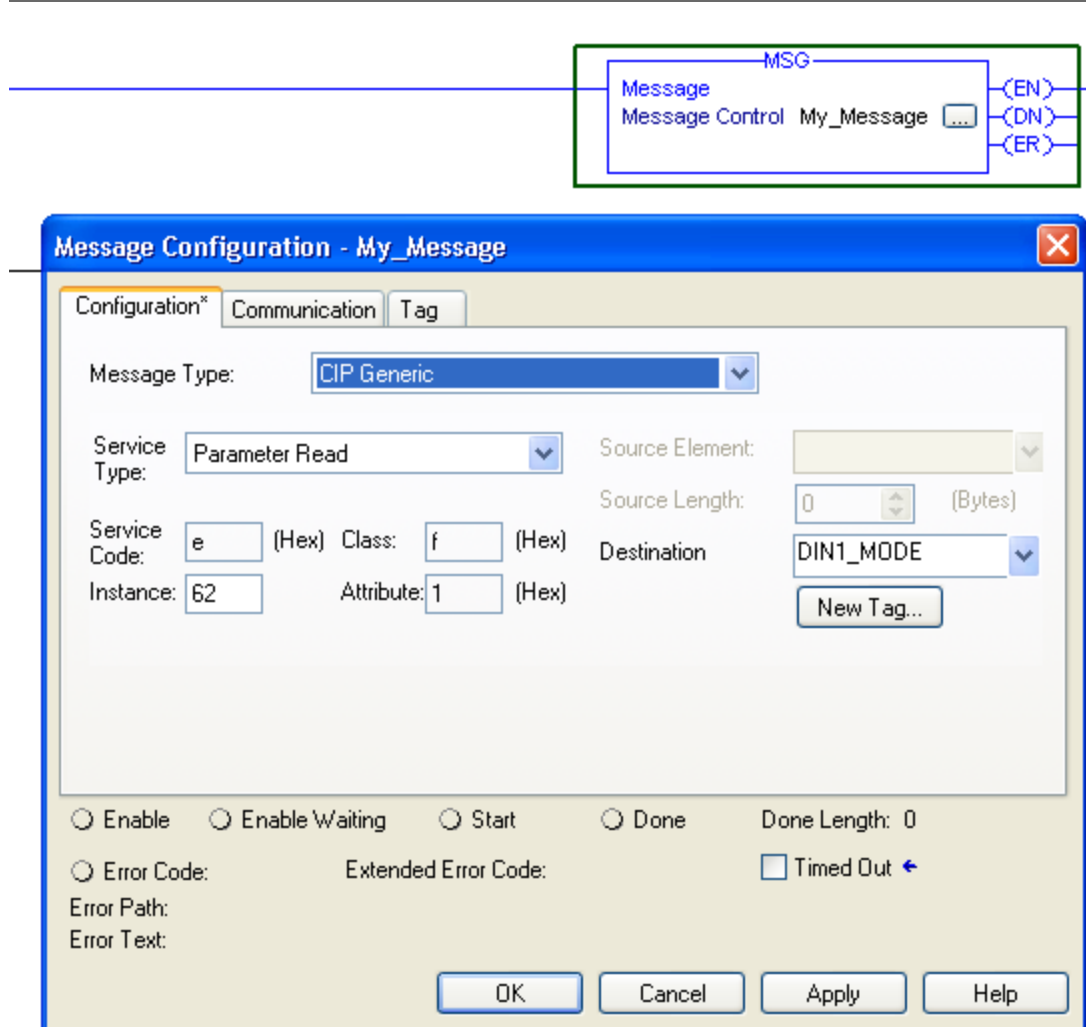 MSG
Message (EN)
Message Control My_Message ... (DN)
(ER)
Message Configuration - My_Message
Configuration* Communication Tag
Message Type: CIP Generic
Service Type: Parameter Read Source Element:
Source Length: 0 (Bytes)
Service Code: e (Hex) Class: f (Hex) Destination DIN1_MODE
Instance: 62 Attribute: 1 (Hex) New Tag...
Enable Enable Waiting Start Done Done Length: 0
Error Code: Extended Error Code: Timed Out
Error Path:
Error Text:
OK Cancel Apply Help